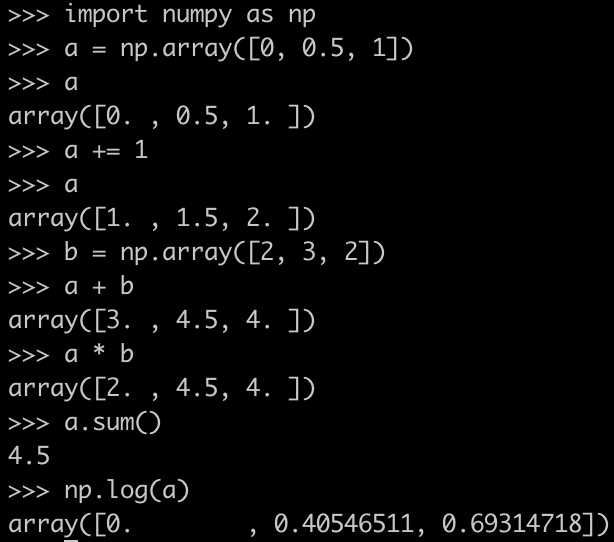 >>> import numpy as np
>>> a = np.array([0, 0.5, 1])
>>> a
array([0. , 0.5, 1. ])
>>> a += 1
>>> a
array([1. , 1.5, 2. ])
>>> b = np.array([2, 3, 2])
>>> a + b
array([3. , 4.5, 4. ])
>>> a * b
array([2. , 4.5, 4. ])
>>> a.sum()
4.5
>>> np.log(a)
array([0.        , 0.40546511, 0.69314718])